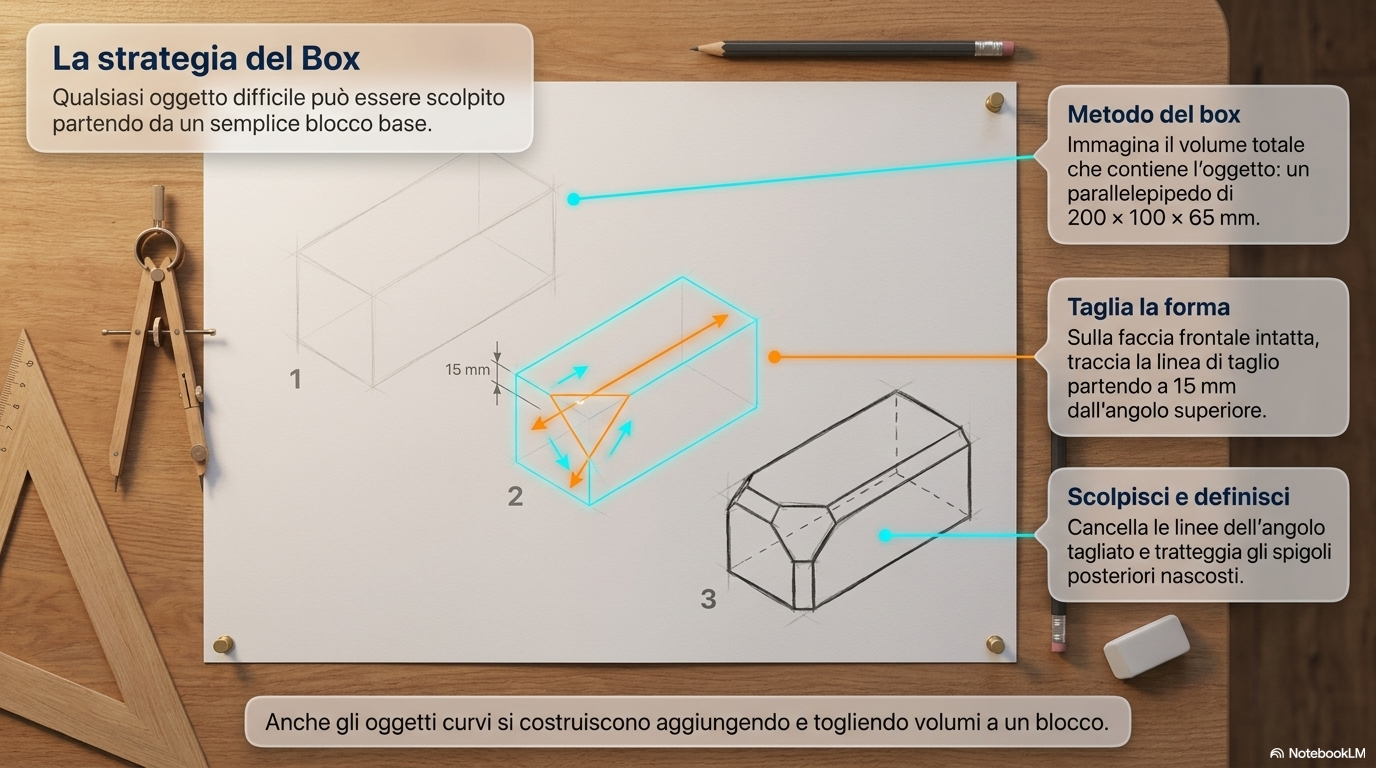 La strategia del Box
Qualsiasi oggetto difficile può essere scolpito
partendo da un semplice blocco base.
Metodo del box
Immagina il volume totale
che contiene l'oggetto: un
parallelepipedo di
200 × 100 × 65 mm.
Taglia la forma
Sulla faccia frontale intatta,
traccia la linea di taglio
partendo a 15 mm
dall'angolo superiore.
Scolpisci e definisci
Cancella le linee dell'angolo
tagliato e tratteggia gli spigoli
posteriori nascosti.
1
15 mm
2
3
Anche gli oggetti curvi si costruiscono aggiungendo e togliendo volumi a un blocco.
NotebookLM